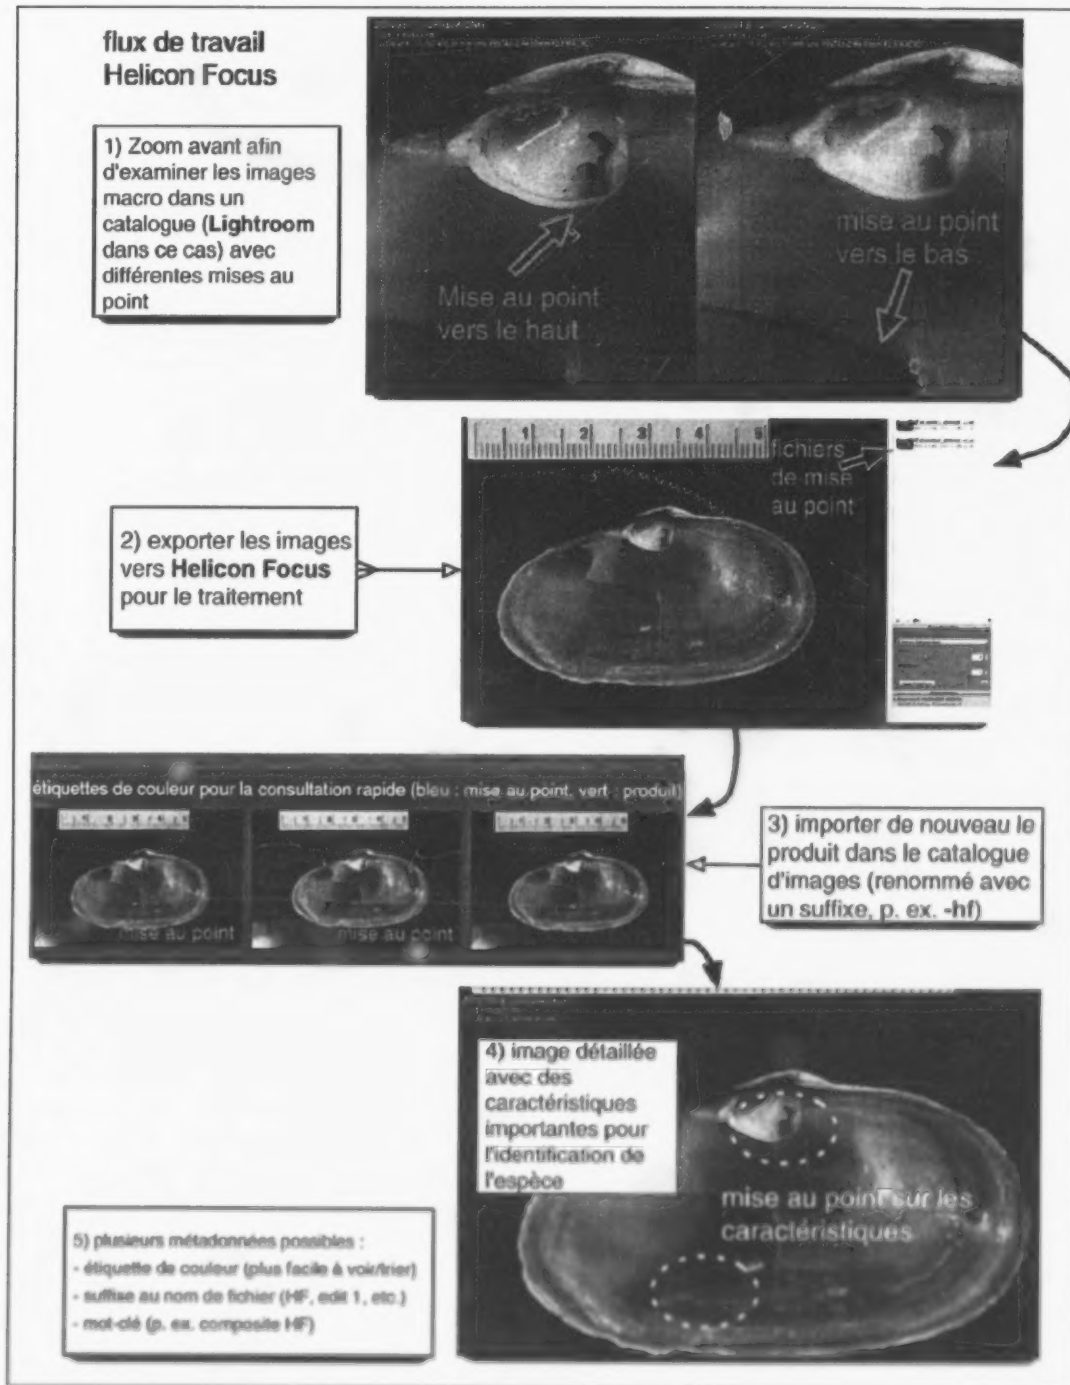 flux de travail
Helicon Focus
1) Zoom avant afin
d'examiner les images
macro dans un
catalogue (Lightroom
dans ce cas) avec
différentes mises au
point
Mise au point
vers le haut
mise au point
vers le bas
1 2 3 4 5
fichiers
de mise
au point
2) exporter les images
vers Helicon Focus
pour le traitement
étiquettes de couleur pour la consultation rapide (bleu : mise au point, vert : produit)
mise au point
mise au point
3) importer de nouveau le
produit dans le catalogue
d'images (renommé avec
un suffixe, p. ex. -hf)
4) image détaillée
avec des
caractéristiques
importantes pour
l'identification de
l'espèce
mise au point sur les
caractéristiques
5) plusieurs métadonnées possibles :
- étiquette de couleur (plus facile à voir/trier)
- suffixe au nom de fichier (HF, edit 1, etc.)
- mot-clé (p. ex. composite HF)